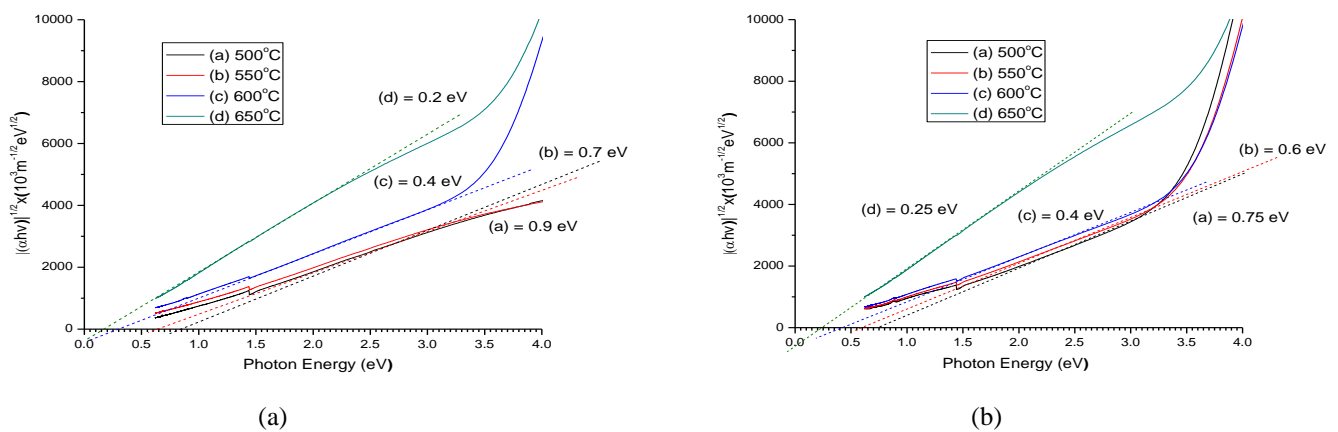 10000
8000
6000
4000
2000
0
|(αhν)|^1/2 x(10^3m^-1/2eV^1/2)
(a) 500°C
(b) 550°C
(c) 600°C
(d) 650°C
(d) = 0.2 eV
(b) = 0.7 eV
(c) = 0.4 eV
(a) = 0.9 eV
0.0 0.5 1.0 1.5 2.0 2.5 3.0 3.5 4.0
Photon Energy (eV)
(a)
10000
8000
6000
4000
2000
0
|(αhν)|^1/2 x(10^3m^-1/2eV^1/2)
(a) 500°C
(b) 550°C
(c) 600°C
(d) 650°C
(b) = 0.6 eV
(d) = 0.25 eV
(c) = 0.4 eV
(a) = 0.75 eV
0.0 0.5 1.0 1.5 2.0 2.5 3.0 3.5 4.0
Photon Energy (eV)
(b)